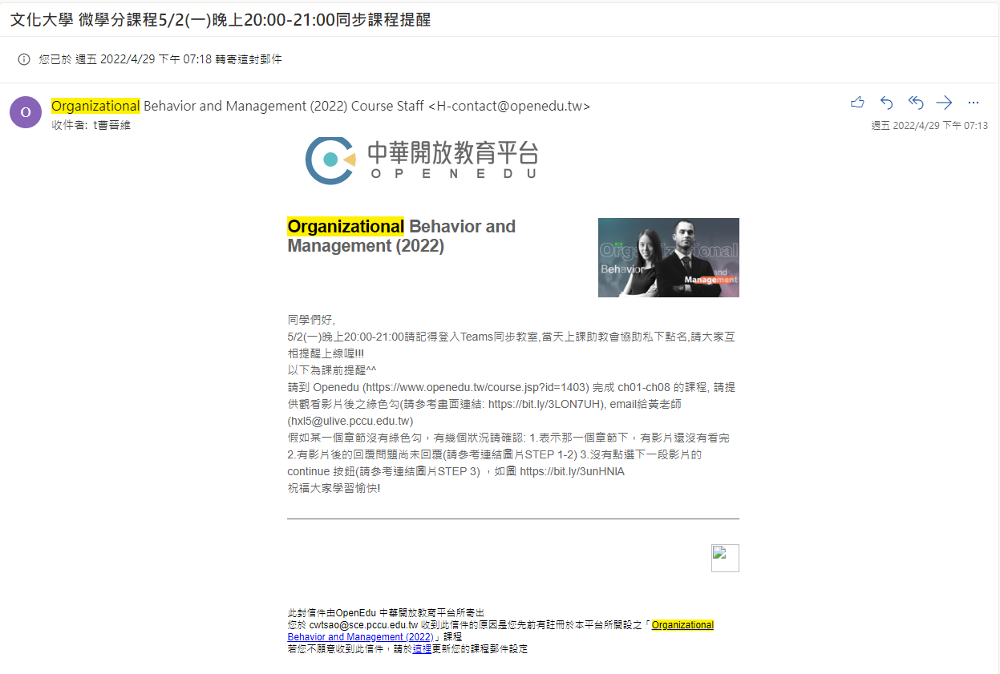 文化大學 微學分課程5/2(一)晚上20:00-21:00同步課程提醒
您已於 週五 2022/4/29 下午 07:18 轉寄這封郵件
O
Organizational Behavior and Management (2022) Course Staff <H-contact@openedu.tw>
收件者: t曹晉維
週五 2022/4/29 下午 07:13
中華開放教育平台
OPENEDU
Organizational Behavior and
Management (2022)
Organizational
Behavior
and
Management
同學們好,
5/2(一)晚上20:00-21:00請記得登入Teams同步教室,當天上課助教會協助私下點名,請大家互
相提醒上線喔!!!
以下為課前提醒^^
請到 Openedu (https://www.openedu.tw/course.jsp?id=1403) 完成 ch01-ch08 的課程, 請提
供觀看影片後之綠色勾(請參考畫面連結: https://bit.ly/3LON7UH), email給黃老師
(hxl5@ulive.pccu.edu.tw)
假如某一個章節沒有綠色勾，有幾個狀況請確認: 1.表示那一個章節下，有影片還沒有看完
2.有影片後的回覆問題尚未回覆(請參考連結圖片STEP 1-2) 3.沒有點選下一段影片的
continue 按鈕(請參考連結圖片STEP 3) ，如圖 https://bit.ly/3unHNlA
祝福大家學習愉快!
此封信件由OpenEdu 中華開放教育平台所寄出
您於 cwtsao@sce.pccu.edu.tw 收到此信件的原因是您先前有註冊於本平台所開設之「Organizational
Behavior and Management (2022)」課程
若您不願意收到此信件，請於這裡更新您的課程郵件設定